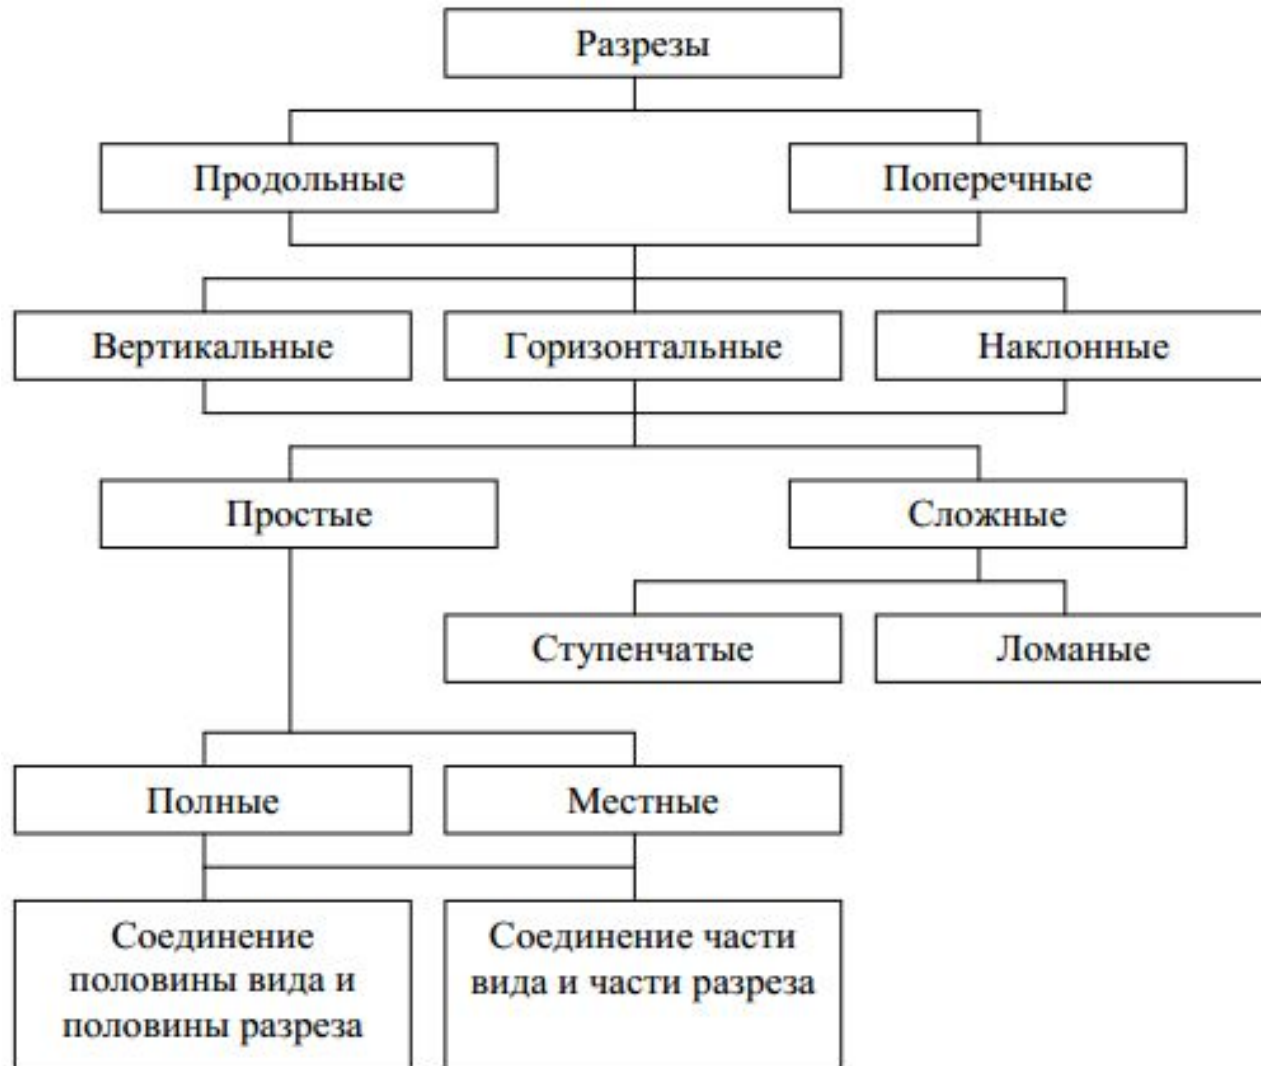 Разрезы
Продольные
Поперечные
Вертикальные
Горизонтальные
Наклонные
Простые
Сложные
Ступенчатые
Ломаные
Полные
Местные
Соединение
половины вида и
половины разреза
Соединение части
вида и части разреза